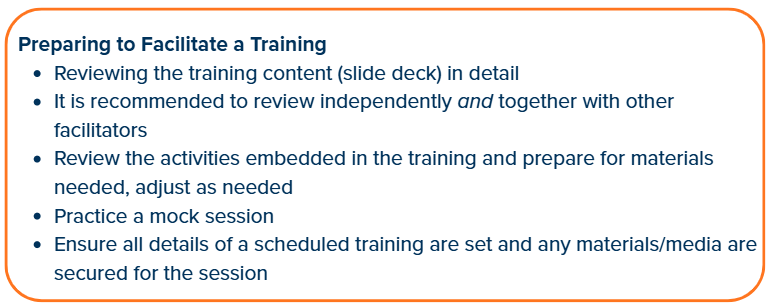 Preparing to Facilitate a Training
• Reviewing the training content (slide deck) in detail
• It is recommended to review independently and together with other
facilitators
• Review the activities embedded in the training and prepare for materials
needed, adjust as needed
• Practice a mock session
• Ensure all details of a scheduled training are set and any materials/media are
secured for the session